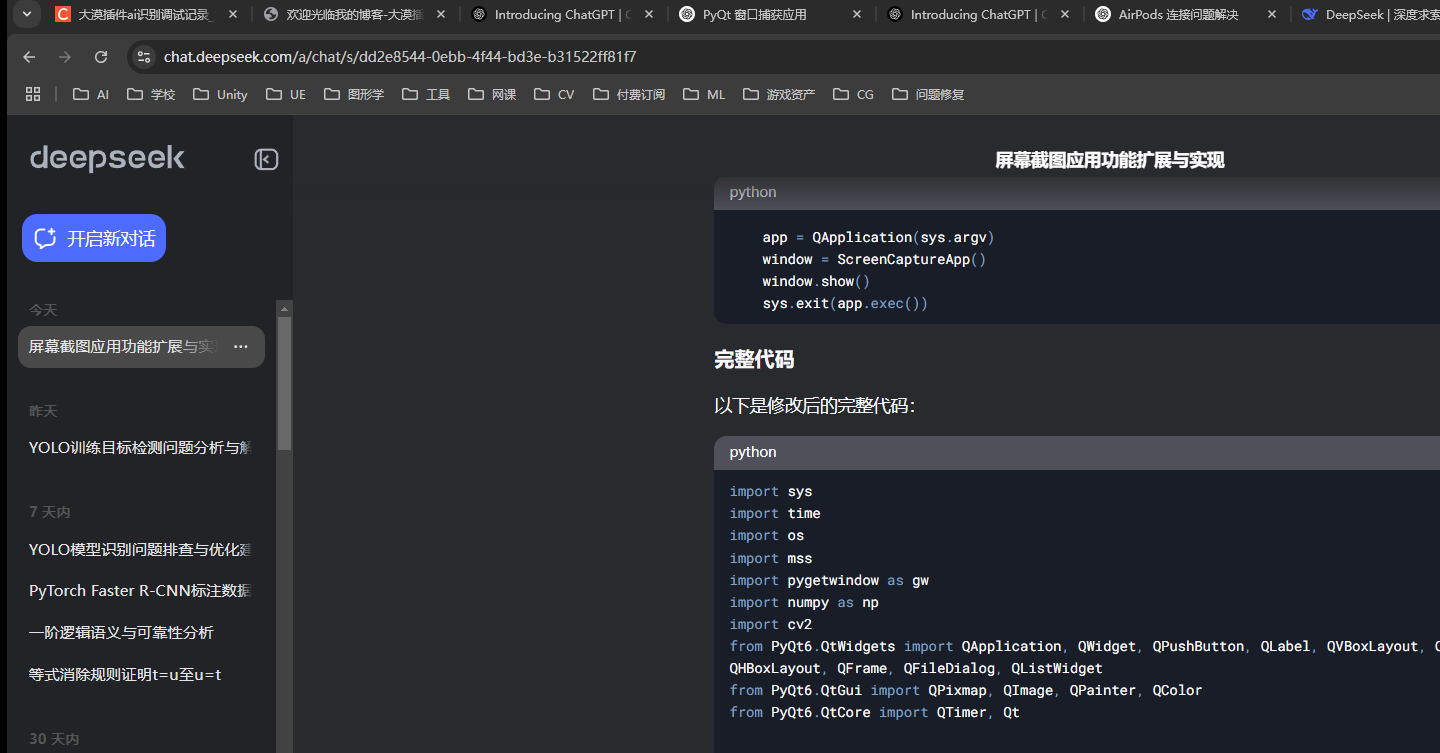 大漠插件ai识别调试记录_
欢迎光临我的博客-大漠插
Introducing ChatGPT | C
PyQt 窗口捕获应用
Introducing ChatGPT | C
AirPods 连接问题解决
DeepSeek | 深度求索
chat.deepseek.com/a/chat/s/dd2e8544-0ebb-4f44-bd3e-b31522ff81f7
AI
学校
Unity
UE
图形学
工具
网课
CV
付费订阅
ML
游戏资产
CG
问题修复
deepseek
开启新对话
今天
屏幕截图应用功能扩展与实
昨天
YOLO训练目标检测问题分析与解
7 天内
YOLO模型识别问题排查与优化建
PyTorch Faster R-CNN标注数据
一阶逻辑语义与可靠性分析
等式消除规则证明t=u至u=t
30 天内
屏幕截图应用功能扩展与实现
python
app = QApplication(sys.argv)
window = ScreenCaptureApp()
window.show()
sys.exit(app.exec())
完整代码
以下是修改后的完整代码：
python
import sys
import time
import os
import mss
import pygetwindow as gw
import numpy as np
import cv2
from PyQt6.QtWidgets import QApplication, QWidget, QPushButton, QLabel, QVBoxLayout,
QHBoxLayout, QFrame, QFileDialog, QListWidget
from PyQt6.QtGui import QPixmap, QImage, QPainter, QColor
from PyQt6.QtCore import QTimer, Qt